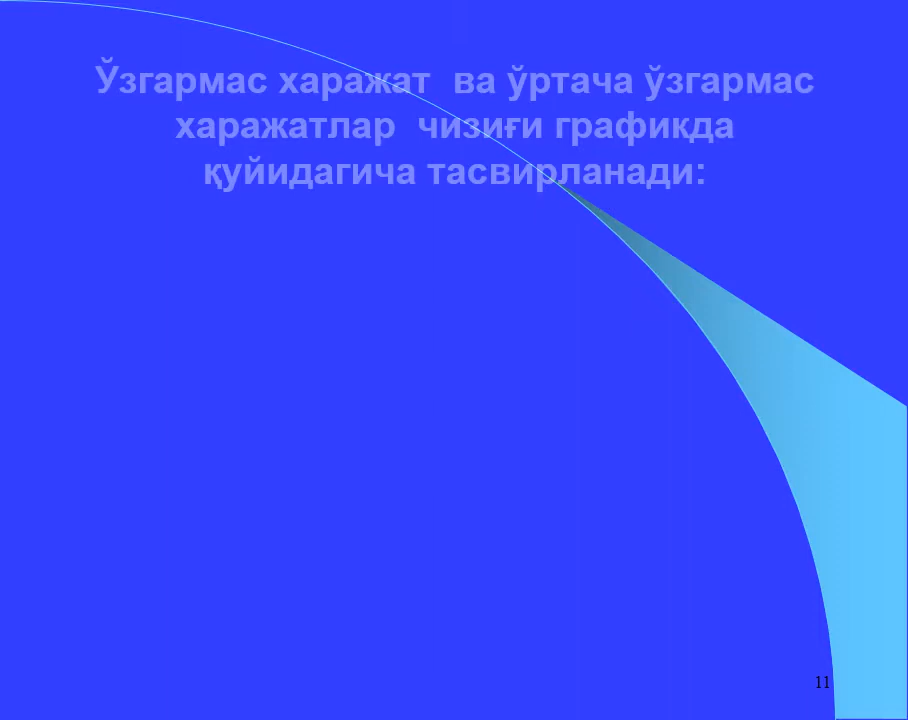 Ўзгармас харажат  ва ўртача ўзгармас
харажатлар  чизиғи графикда
қуйидагича тасвирланади:
11